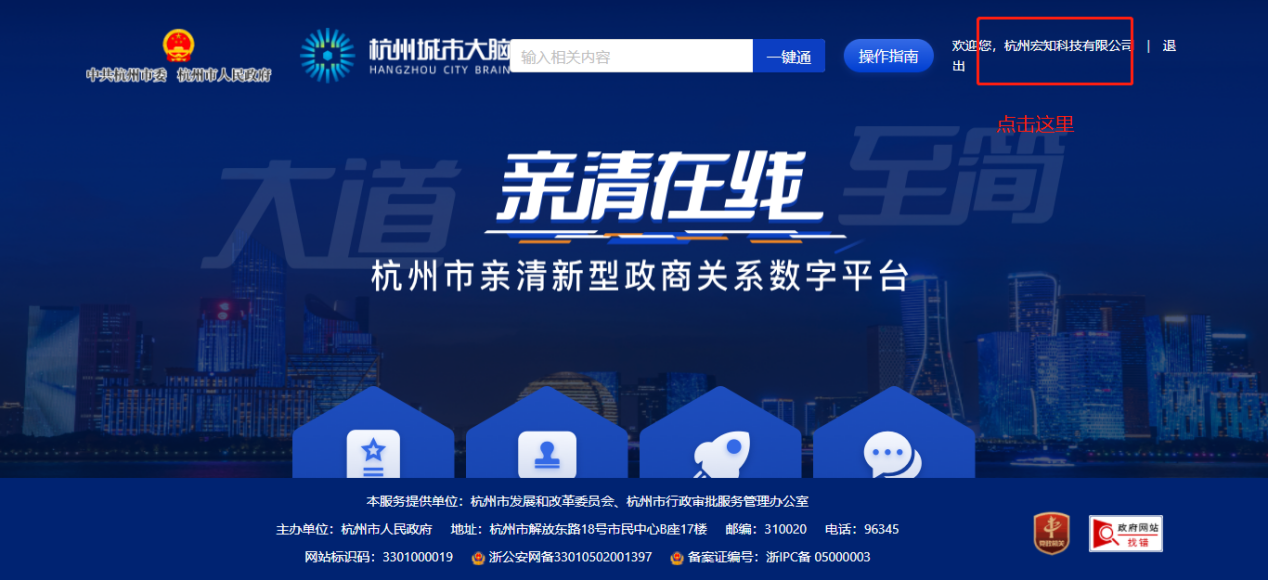 中共杭州市委 杭州市人民政府
杭州城市大脑
HANGZHOU CITY BRAIN
输入相关内容
一键通
操作指南
欢迎您，杭州宏知科技有限公司 | 退出
点击这里
大道 至简
亲清在线
杭州市亲清新型政商关系数字平台
本服务提供单位：杭州市发展和改革委员会、杭州市行政审批服务管理办公室
主办单位：杭州市人民政府 地址：杭州市解放东路18号市民中心B座17楼 邮编：310020 电话：96345
网站标识码：3301000019 浙公安网备33010502001397 备案证编号：浙IPC备 05000003
党政机关
政府网站
找错